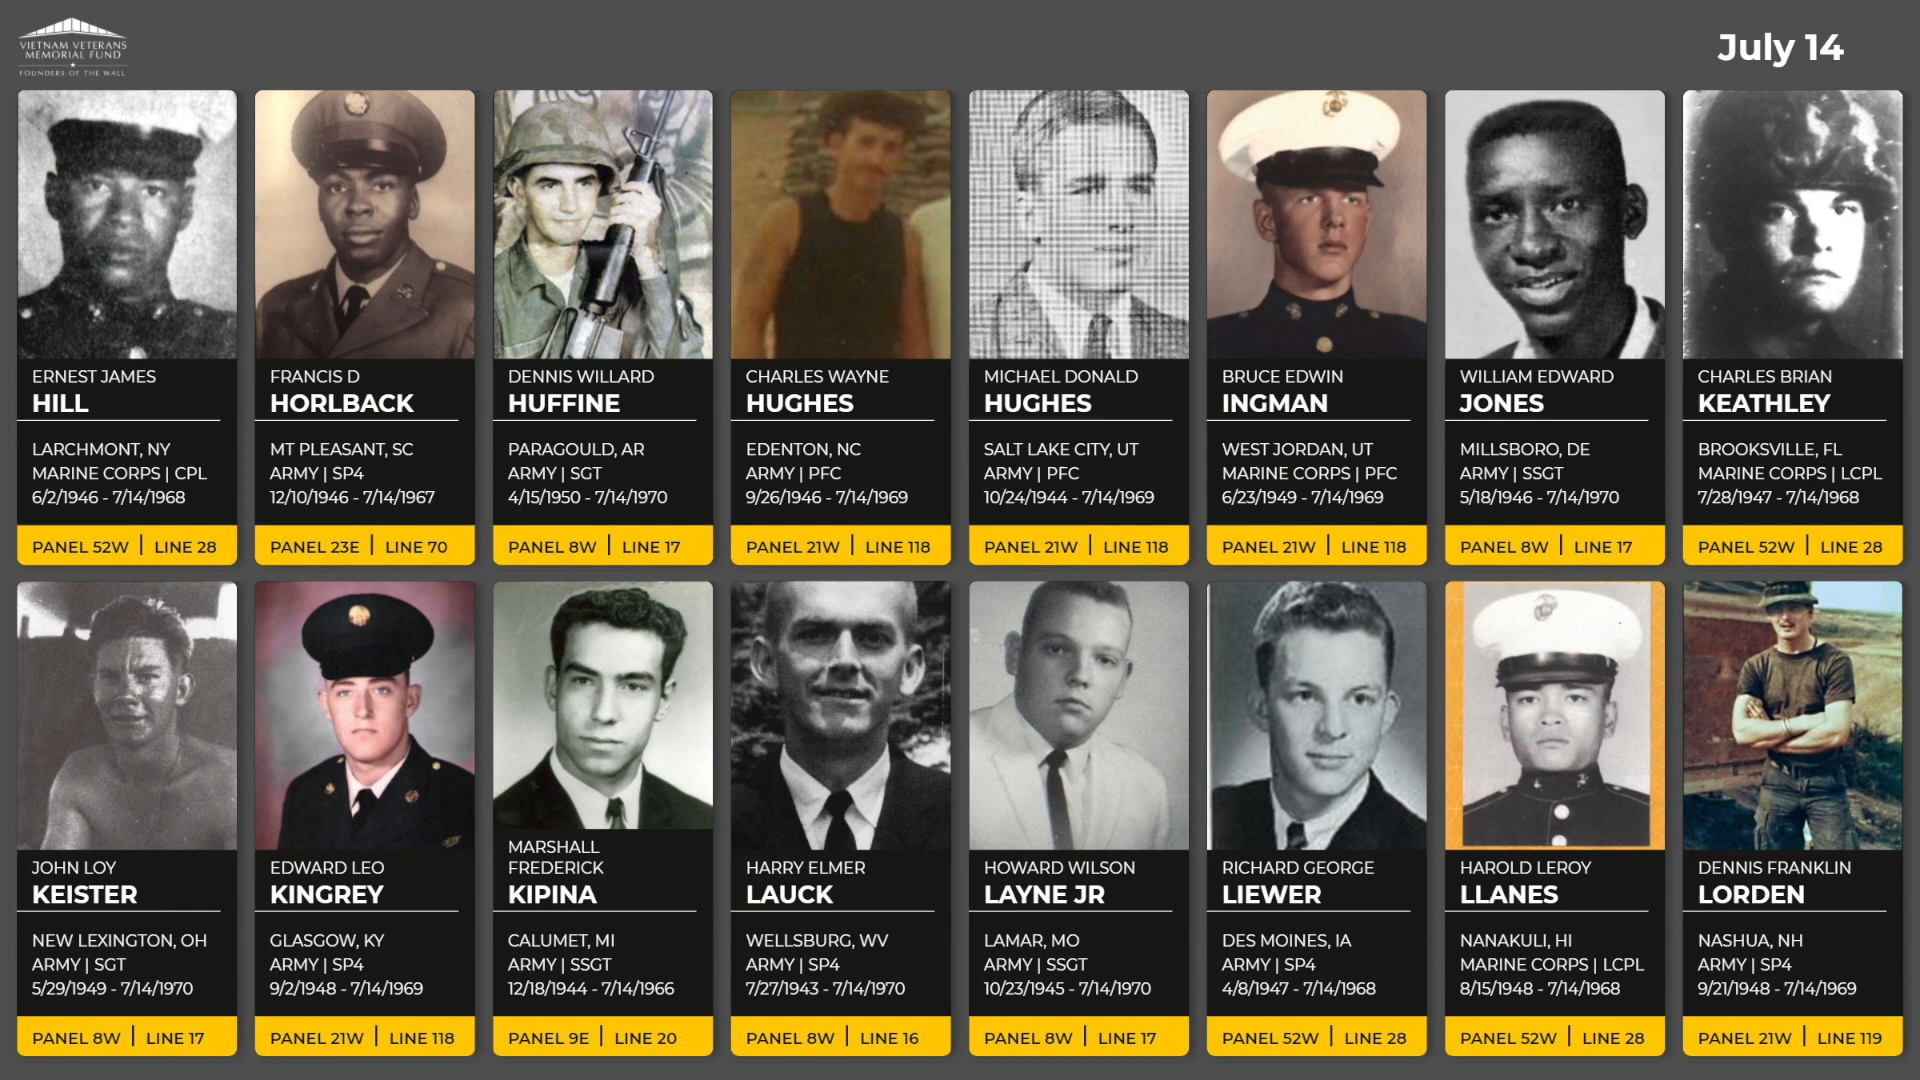 VIETNAM VETERANS
MEMORIAL FUND
FOUNDERS OF THE WALL
July 14
ERNEST JAMES
HILL
LARCHMONT, NY
MARINE CORPS | CPL
6/2/1946 - 7/14/1968
PANEL 52W | LINE 28
FRANCIS D
HORLBACK
MT PLEASANT, SC
ARMY | SP4
12/10/1946 - 7/14/1967
PANEL 23E | LINE 70
DENNIS WILLARD
HUFFINE
PARAGOULD, AR
ARMY | SGT
4/15/1950 - 7/14/1970
PANEL 8W | LINE 17
CHARLES WAYNE
HUGHES
EDENTON, NC
ARMY | PFC
9/26/1946 - 7/14/1969
PANEL 21W | LINE 118
MICHAEL DONALD
HUGHES
SALT LAKE CITY, UT
ARMY | PFC
10/24/1944 - 7/14/1969
PANEL 21W | LINE 118
BRUCE EDWIN
INGMAN
WEST JORDAN, UT
MARINE CORPS | PFC
6/23/1949 - 7/14/1969
PANEL 21W | LINE 118
WILLIAM EDWARD
JONES
MILLSBORO, DE
ARMY | SSGT
5/18/1946 - 7/14/1970
PANEL 8W | LINE 17
CHARLES BRIAN
KEATHLEY
BROOKSVILLE, FL
MARINE CORPS | LCPL
7/28/1947 - 7/14/1968
PANEL 52W | LINE 28
JOHN LOY
KEISTER
NEW LEXINGTON, OH
ARMY | SGT
5/29/1949 - 7/14/1970
PANEL 8W | LINE 17
EDWARD LEO
KINGREY
GLASGOW, KY
ARMY | SP4
9/2/1948 - 7/14/1969
PANEL 21W | LINE 118
MARSHALL
FREDERICK
KIPINA
CALUMET, MI
ARMY | SSGT
12/18/1944 - 7/14/1966
PANEL 9E | LINE 20
HARRY ELMER
LAUCK
WELLSBURG, WV
ARMY | SP4
7/27/1943 - 7/14/1970
PANEL 8W | LINE 16
HOWARD WILSON
LAYNE JR
LAMAR, MO
ARMY | SSGT
10/23/1945 - 7/14/1970
PANEL 8W | LINE 17
RICHARD GEORGE
LIEWER
DES MOINES, IA
ARMY | SP4
4/8/1947 - 7/14/1968
PANEL 52W | LINE 28
HAROLD LEROY
LLANES
NANAKULI, HI
MARINE CORPS | LCPL
8/15/1948 - 7/14/1968
PANEL 52W | LINE 28
DENNIS FRANKLIN
LORDEN
NASHUA, NH
ARMY | SP4
9/21/1948 - 7/14/1969
PANEL 21W | LINE 119